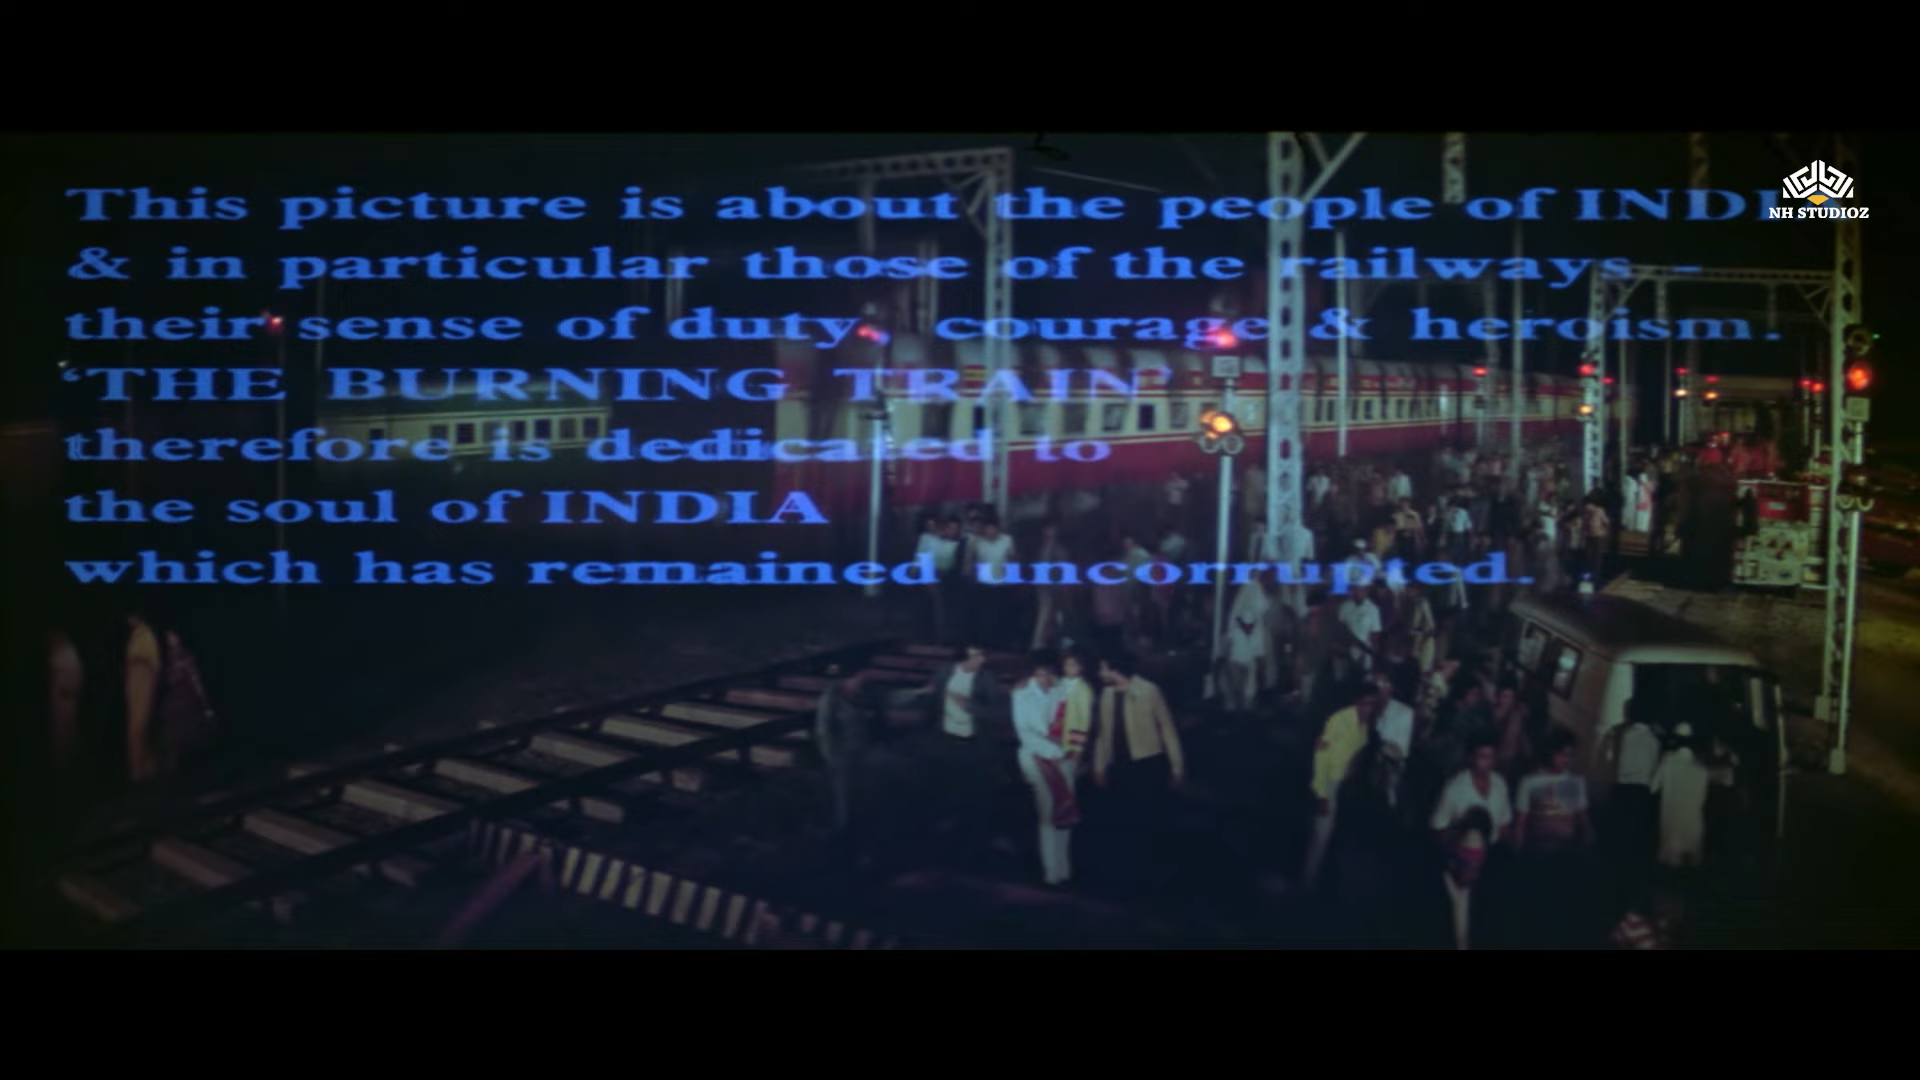 This picture is about the people of INDI
& in particular those of the railways –
their sense of duty, courage & heroism.
‘THE BURNING TRAIN’
therefore is dedicated to
the soul of INDIA
which has remained uncorrupted.
NH STUDIOZ